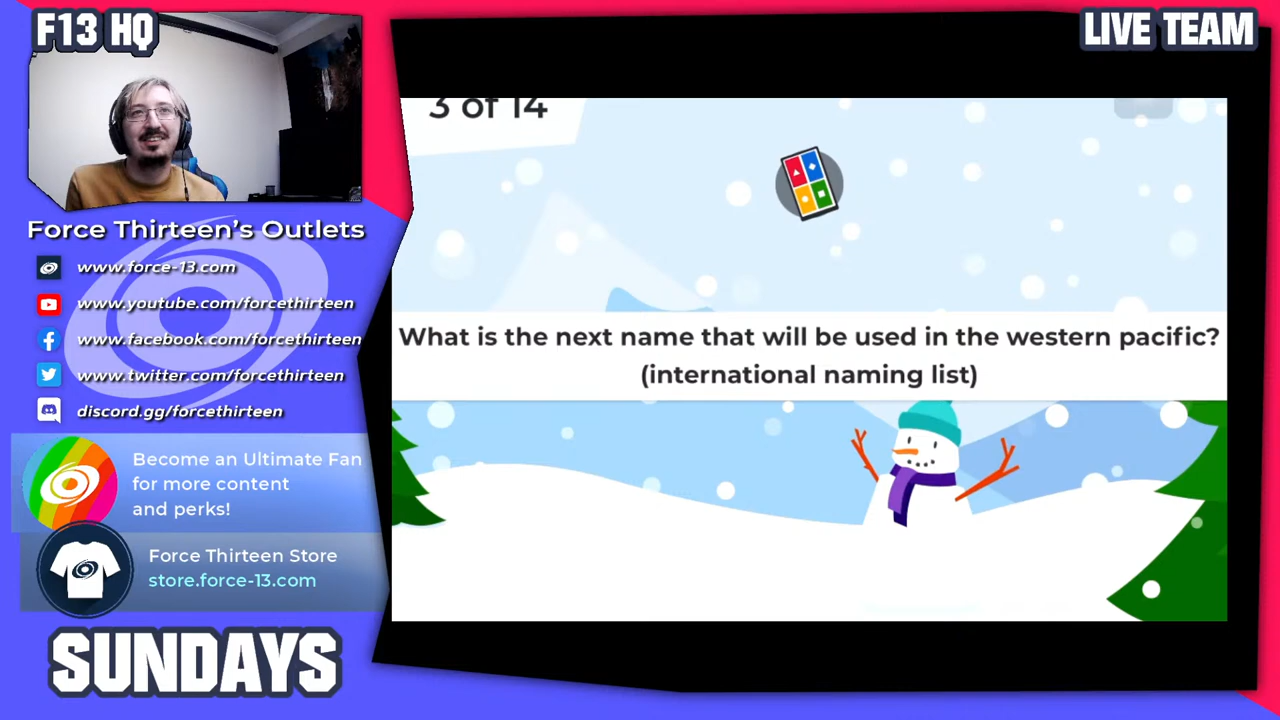 F13 HQ
LIVE TEAM
3 of 14
Force Thirteen's Outlets
www.force-13.com
www.youtube.com/forcethirteen
www.facebook.com/forcethirteen
www.twitter.com/forcethirteen
discord.gg/forcethirteen
What is the next name that will be used in the western pacific?
(international naming list)
Become an Ultimate Fan
for more content
and perks!
Force Thirteen Store
store.force-13.com
SUNDAYS